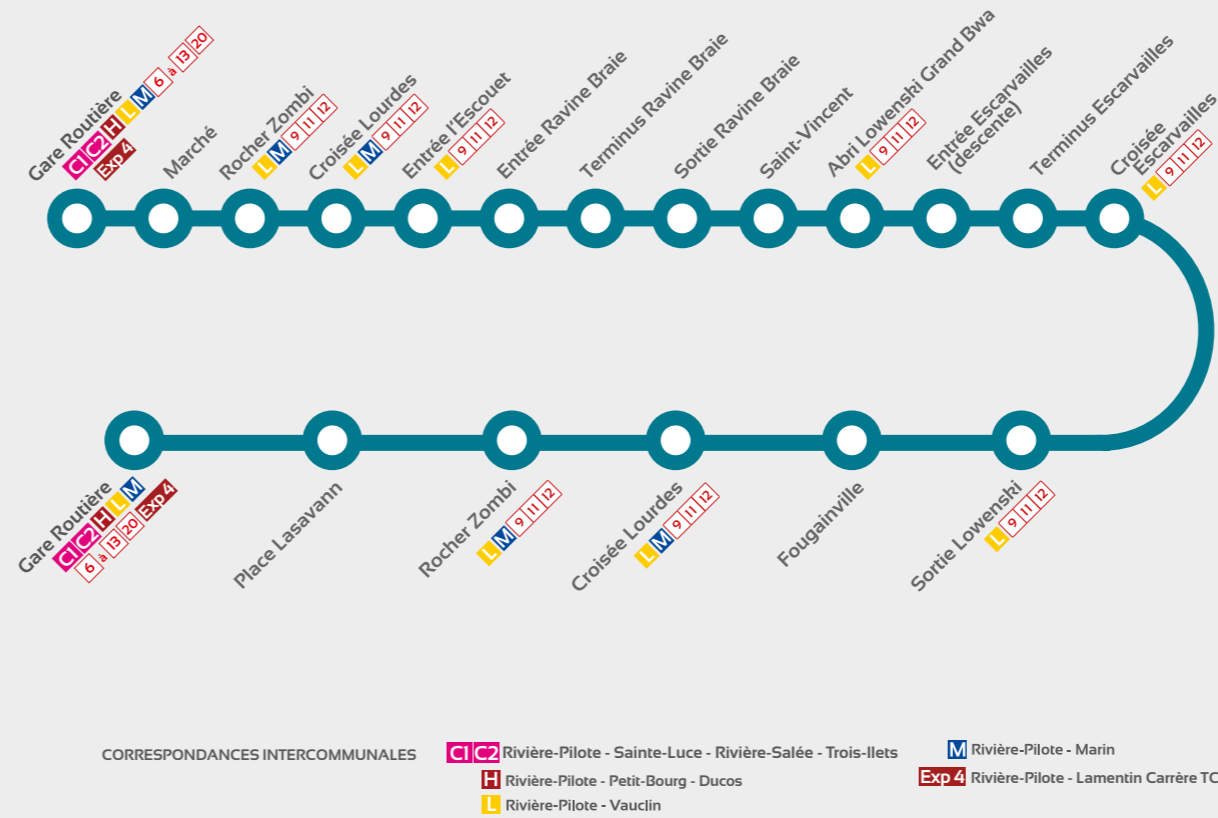 Gare Routière
C1 C2 H L M 6 à 13 20
Exp 4
Marché
Rocher Zombi
L M 9 11 12
Croisée Lourdes
L M 9 11 12
Entrée l'Escouet
L 9 11 12
Entrée Ravine Braie
Terminus Ravine Braie
Sortie Ravine Braie
Saint-Vincent
Abri Lowenski Grand Bwa
L 9 11 12
Entrée Escarvailles
(descente)
Terminus Escarvailles
Croisée
Escarvailles
L 9 11 12
Gare Routière
C1 C2 H L M
6 à 13 20 Exp 4
Place Lasavann
Rocher Zombi
L M 9 11 12
Croisée Lourdes
L M 9 11 12
Fougainville
Sortie Lowenski
L 9 11 12
CORRESPONDANCES INTERCOMMUNALES
C1 C2 Rivière-Pilote - Sainte-Luce - Rivière-Salée - Trois-Ilets
H Rivière-Pilote - Petit-Bourg - Ducos
L Rivière-Pilote - Vauclin
M Rivière-Pilote - Marin
Exp 4 Rivière-Pilote - Lamentin Carrère TC